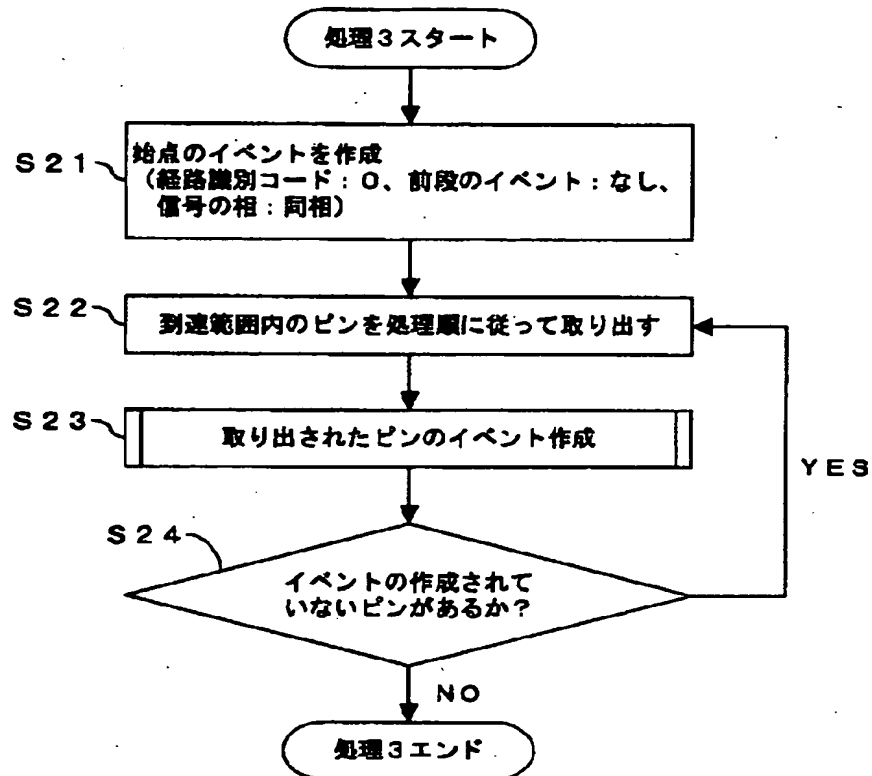 処理3スタート
S21
始点のイベントを作成
(経路識別コード:0、前段のイベント:なし、
信号の相:同相)
S22
到達範囲内のピンを処理順に従って取り出す
S23
取り出されたピンのイベント作成
YES
S24
イベントの作成されて
いないピンがあるか?
NO
処理3エンド